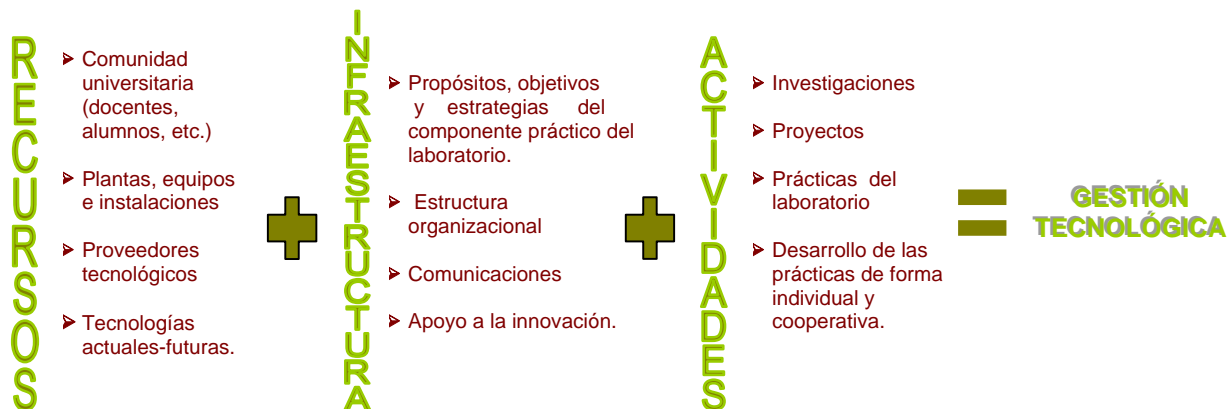 RECURSOS
Comunidad
universitaria
(docentes,
alumnos, etc.)
Plantas, equipos
e instalaciones
Proveedores
tecnológicos
Tecnologías
actuales-futuras.
INFRAESTRUCTURA
Propósitos, objetivos
y estrategias del
componente práctico del
laboratorio.
Estructura
organizacional
Comunicaciones
Apoyo a la innovación.
ACTIVIDADES
Investigaciones
Proyectos
Prácticas del
laboratorio
Desarrollo de las
prácticas de forma
individual y
cooperativa.
GESTIÓN
TECNOLÓGICA